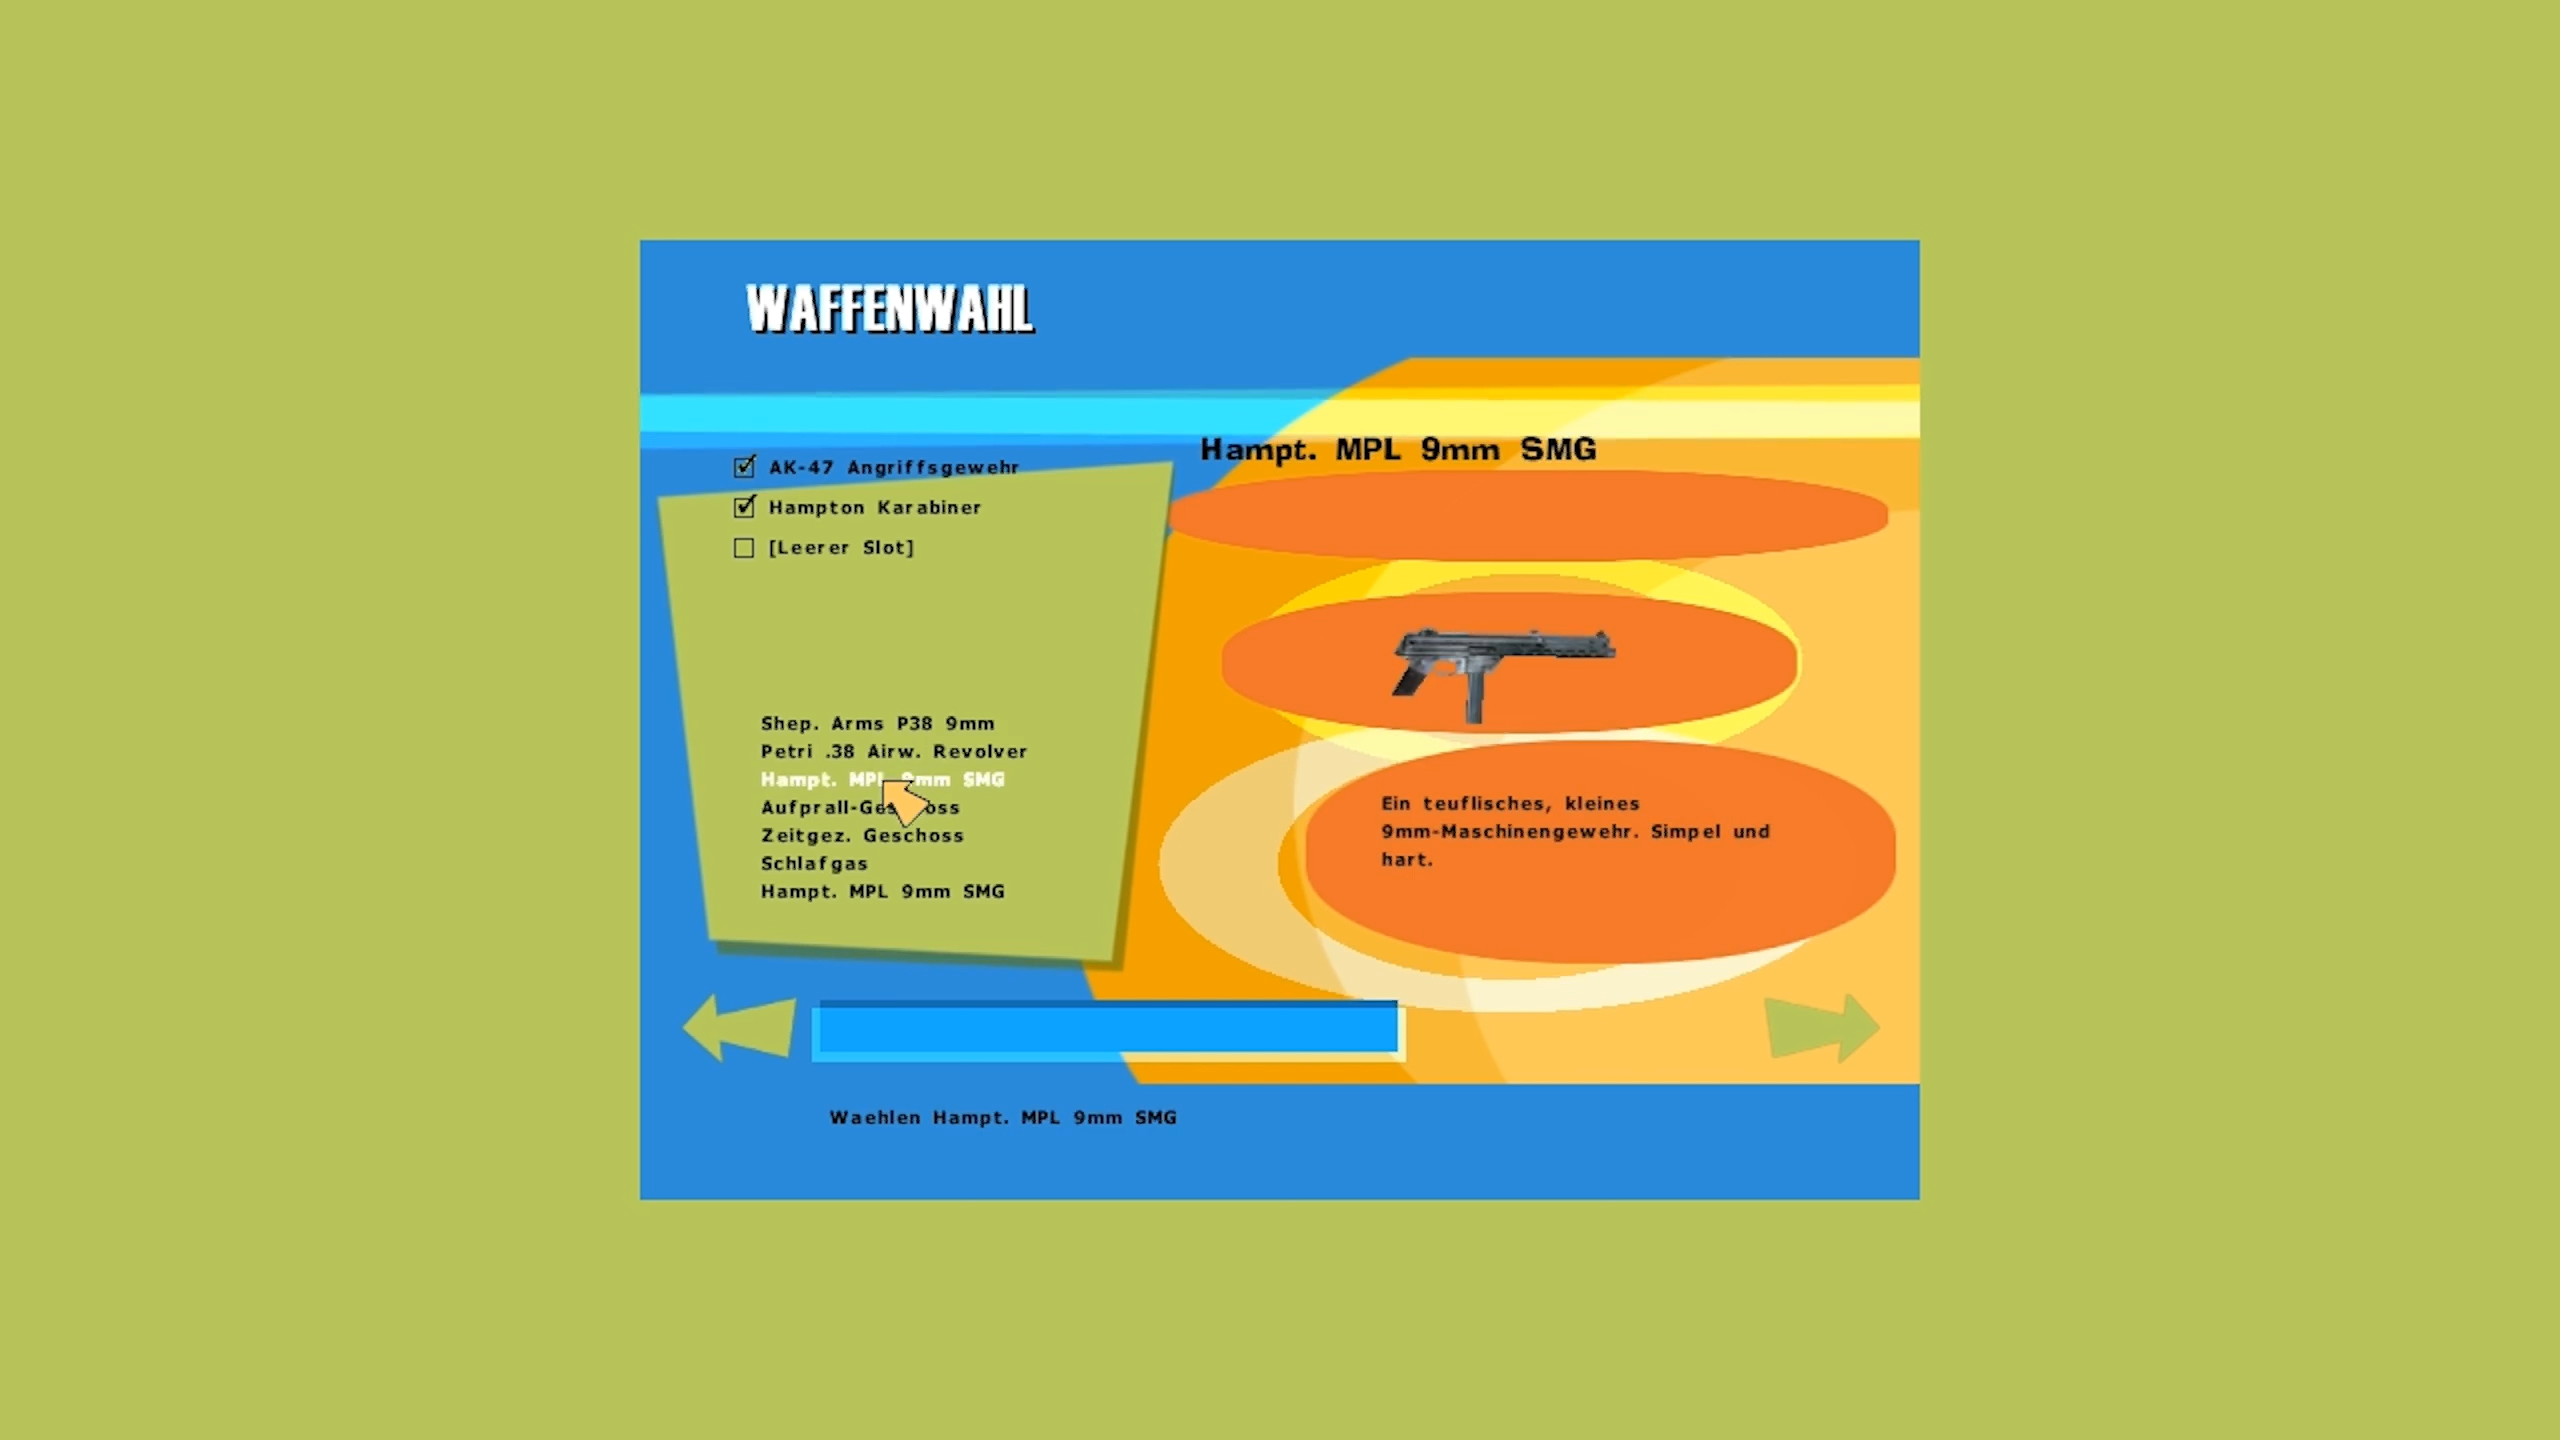 WAFFENWAHL
AK-47 Angriffsgewehr
Hampton Karabiner
[Leerer Slot]
Shep. Arms P38 9mm
Petri .38 Airw. Revolver
Hampt. MPL 9mm SMG
Aufprall-Geschoss
Zeitgez. Geschoss
Schlafgas
Hampt. MPL 9mm SMG
Hampt. MPL 9mm SMG
Ein teuflisches, kleines
9mm-Maschinengewehr. Simpel und
hart.
Waehlen Hampt. MPL 9mm SMG